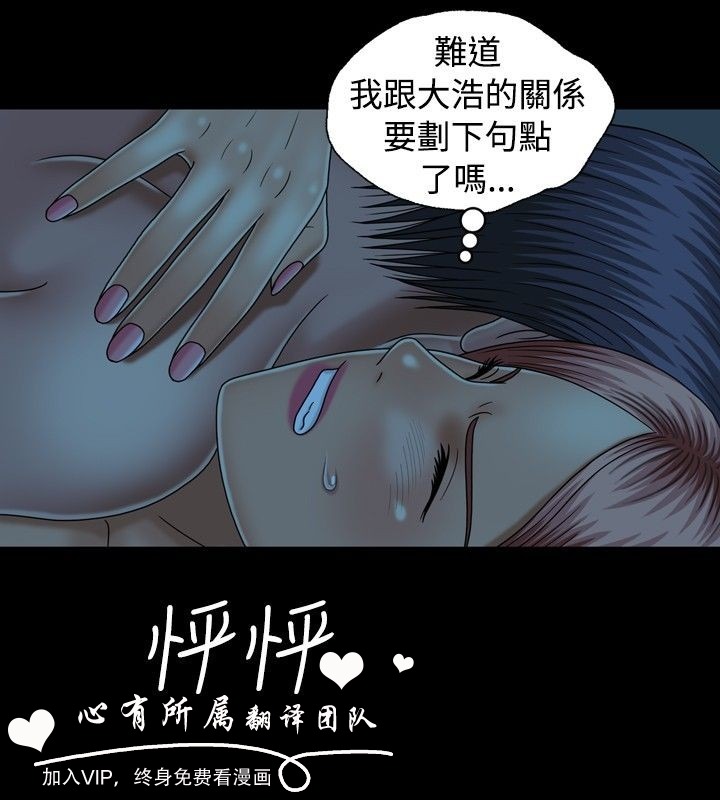 難道
我跟大浩的關係
要劃下句點
了嗎…
怦怦
心有所属翻译团队
加入VIP，终身免费看漫画